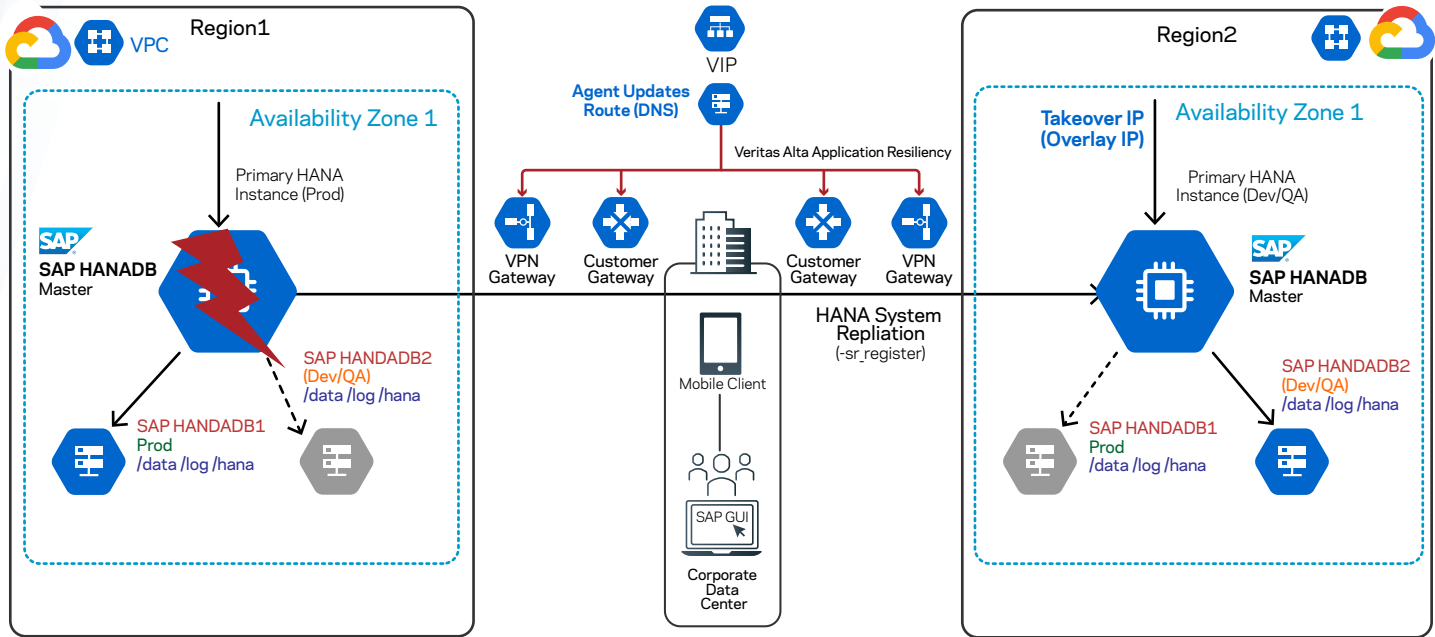 Region1
VPC
Availability Zone 1
Primary HANA
Instance (Prod)
SAP
SAP HANADB
Master
SAP HANDADB2
(Dev/QA)
/data /log /hana
SAP HANDADB1
Prod
/data /log /hana
VIP
Agent Updates
Route (DNS)
Veritas Alta Application Resiliency
VPN
Gateway
Customer
Gateway
Customer
Gateway
VPN
Gateway
HANA System
Repliation
(-sr_register)
Mobile Client
SAP GUI
Corporate
Data
Center
Region2
Takeover IP
(Overlay IP)
Availability Zone 1
Primary HANA
Instance (Dev/QA)
SAP
SAP HANADB
Master
SAP HANDADB2
(Dev/QA)
/data /log /hana
SAP HANDADB1
Prod
/data /log /hana